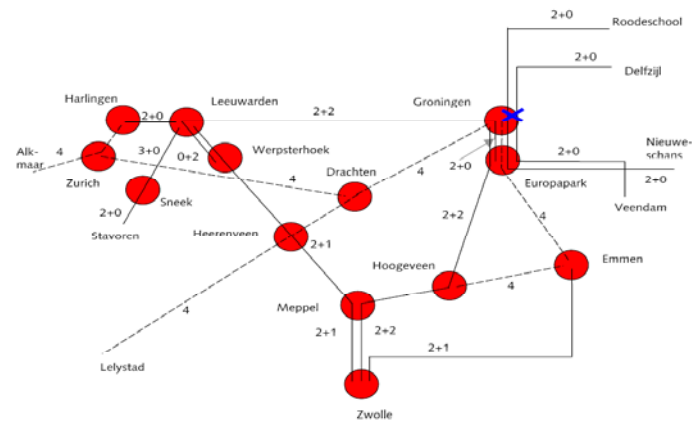 2+0
Roodeschool
2+0
Delfzijl
Harlingen
Leeuwarden
2+0
2+2
Groningen
Alk-
maar
4
3+0
0+2
Werpsterhoek
Zurich
Sneek
4
Drachten
4
2+0
2+0
Nieuwe-
schans
2+0
Europapark
Veendam
2+0
Stavoren
Heerenveen
2+1
2+2
4
Hoogeveen
4
Emmen
Meppel
4
2+1
2+2
2+1
Lelystad
Zwolle